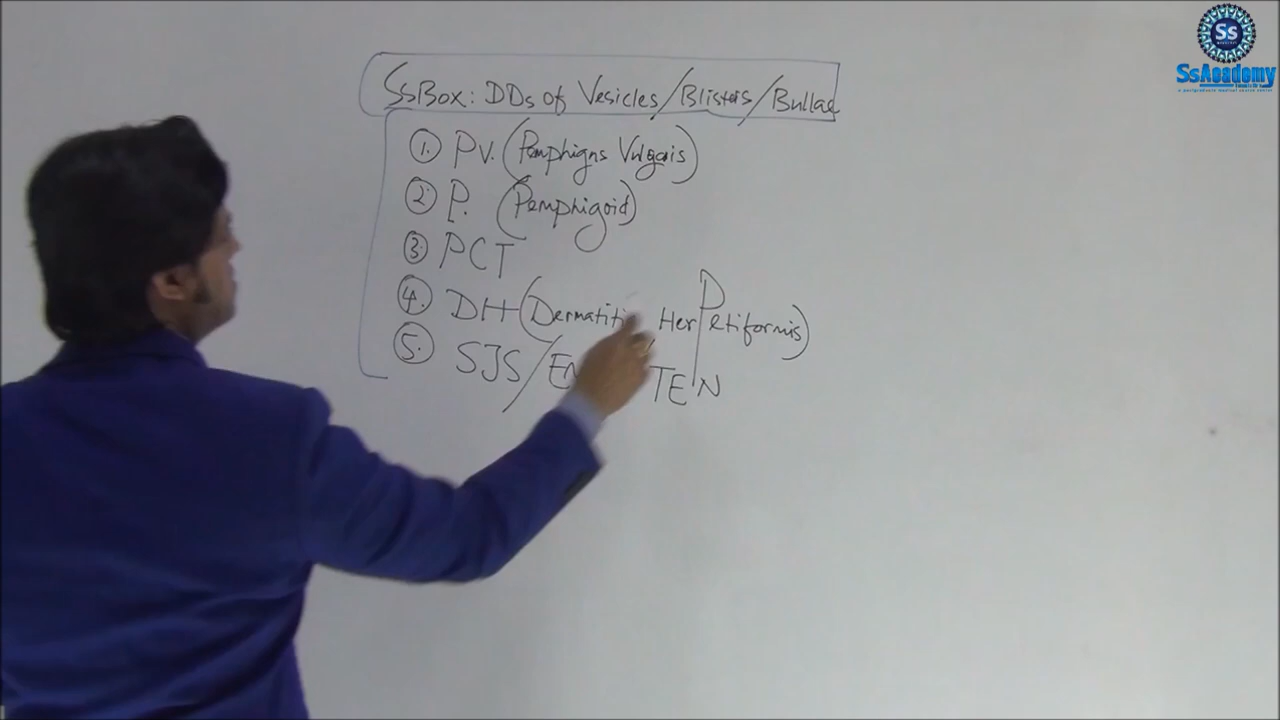 SsBox: DDs of Vesicles/Blisters/Bullae
1. PV. (Pemphigus Vulgaris)
2. P. (Pemphigoid)
3. PCT
4. DH (Dermatitis Herpetiformis)
5. SJS/ TEN
Ss
SsAcademy